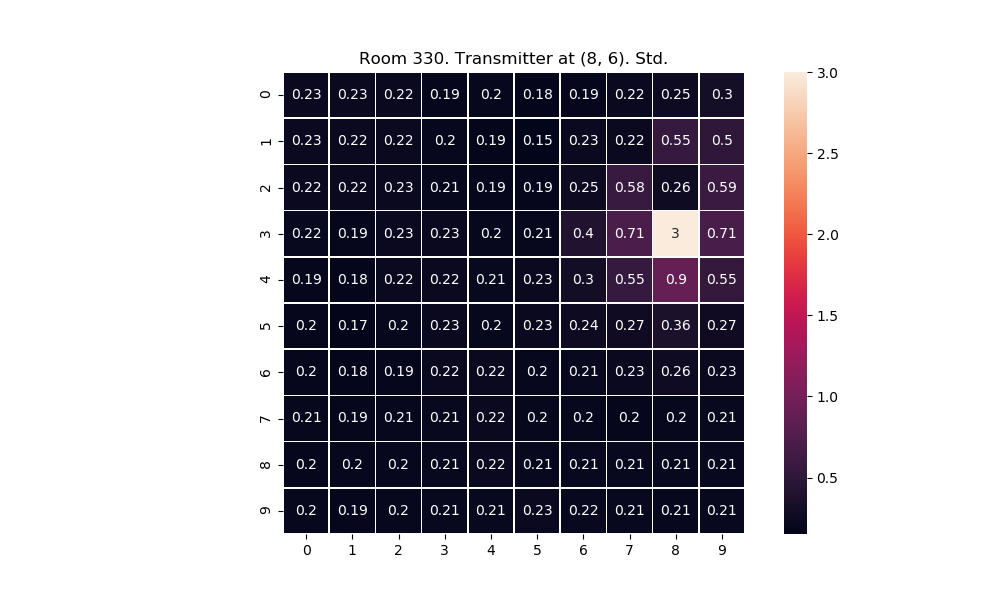 Room 330. Transmitter at (8, 6). Std.
0 0.23 0.23 0.22 0.19 0.2 0.18 0.19 0.22 0.25 0.3
1 0.23 0.22 0.22 0.2 0.19 0.15 0.23 0.22 0.55 0.5
2 0.22 0.22 0.23 0.21 0.19 0.19 0.25 0.58 0.26 0.59
3 0.22 0.19 0.23 0.23 0.2 0.21 0.4 0.71 3 0.71
4 0.19 0.18 0.22 0.22 0.21 0.23 0.3 0.55 0.9 0.55
5 0.2 0.17 0.2 0.23 0.2 0.23 0.24 0.27 0.36 0.27
6 0.2 0.18 0.19 0.22 0.22 0.2 0.21 0.23 0.26 0.23
7 0.21 0.19 0.21 0.21 0.22 0.2 0.2 0.2 0.2 0.21
8 0.2 0.2 0.2 0.21 0.22 0.21 0.21 0.21 0.21 0.21
9 0.2 0.19 0.2 0.21 0.21 0.23 0.22 0.21 0.21 0.21
0 1 2 3 4 5 6 7 8 9
3.0
2.5
2.0
1.5
1.0
0.5